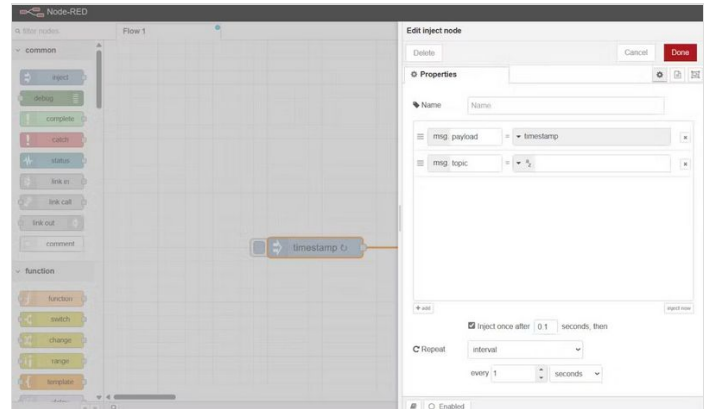 Node-RED
filter nodes
Flow 1
Edit inject node
Delete
Cancel
Done
common
Properties
inject
debug
complete
catch
status
link in
link call
link out
comment
Name
Name
msg. payload
=
timestamp
msg. topic
=
a
z
timestamp
function
function
switch
change
range
template
delay
+ add
inject now
Inject once after
0.1
seconds, then
Repeat
interval
every
1
seconds
Enabled